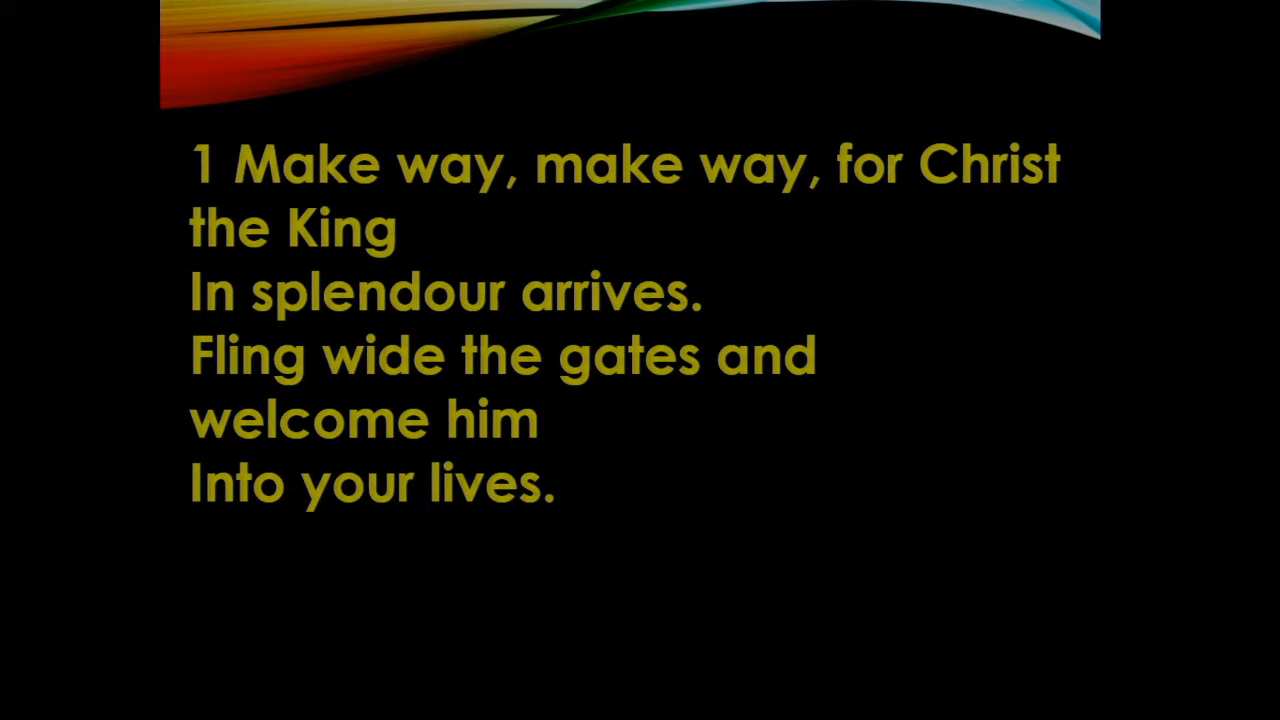 1 Make way, make way, for Christ
the King
In splendour arrives.
Fling wide the gates and
welcome him
Into your lives.